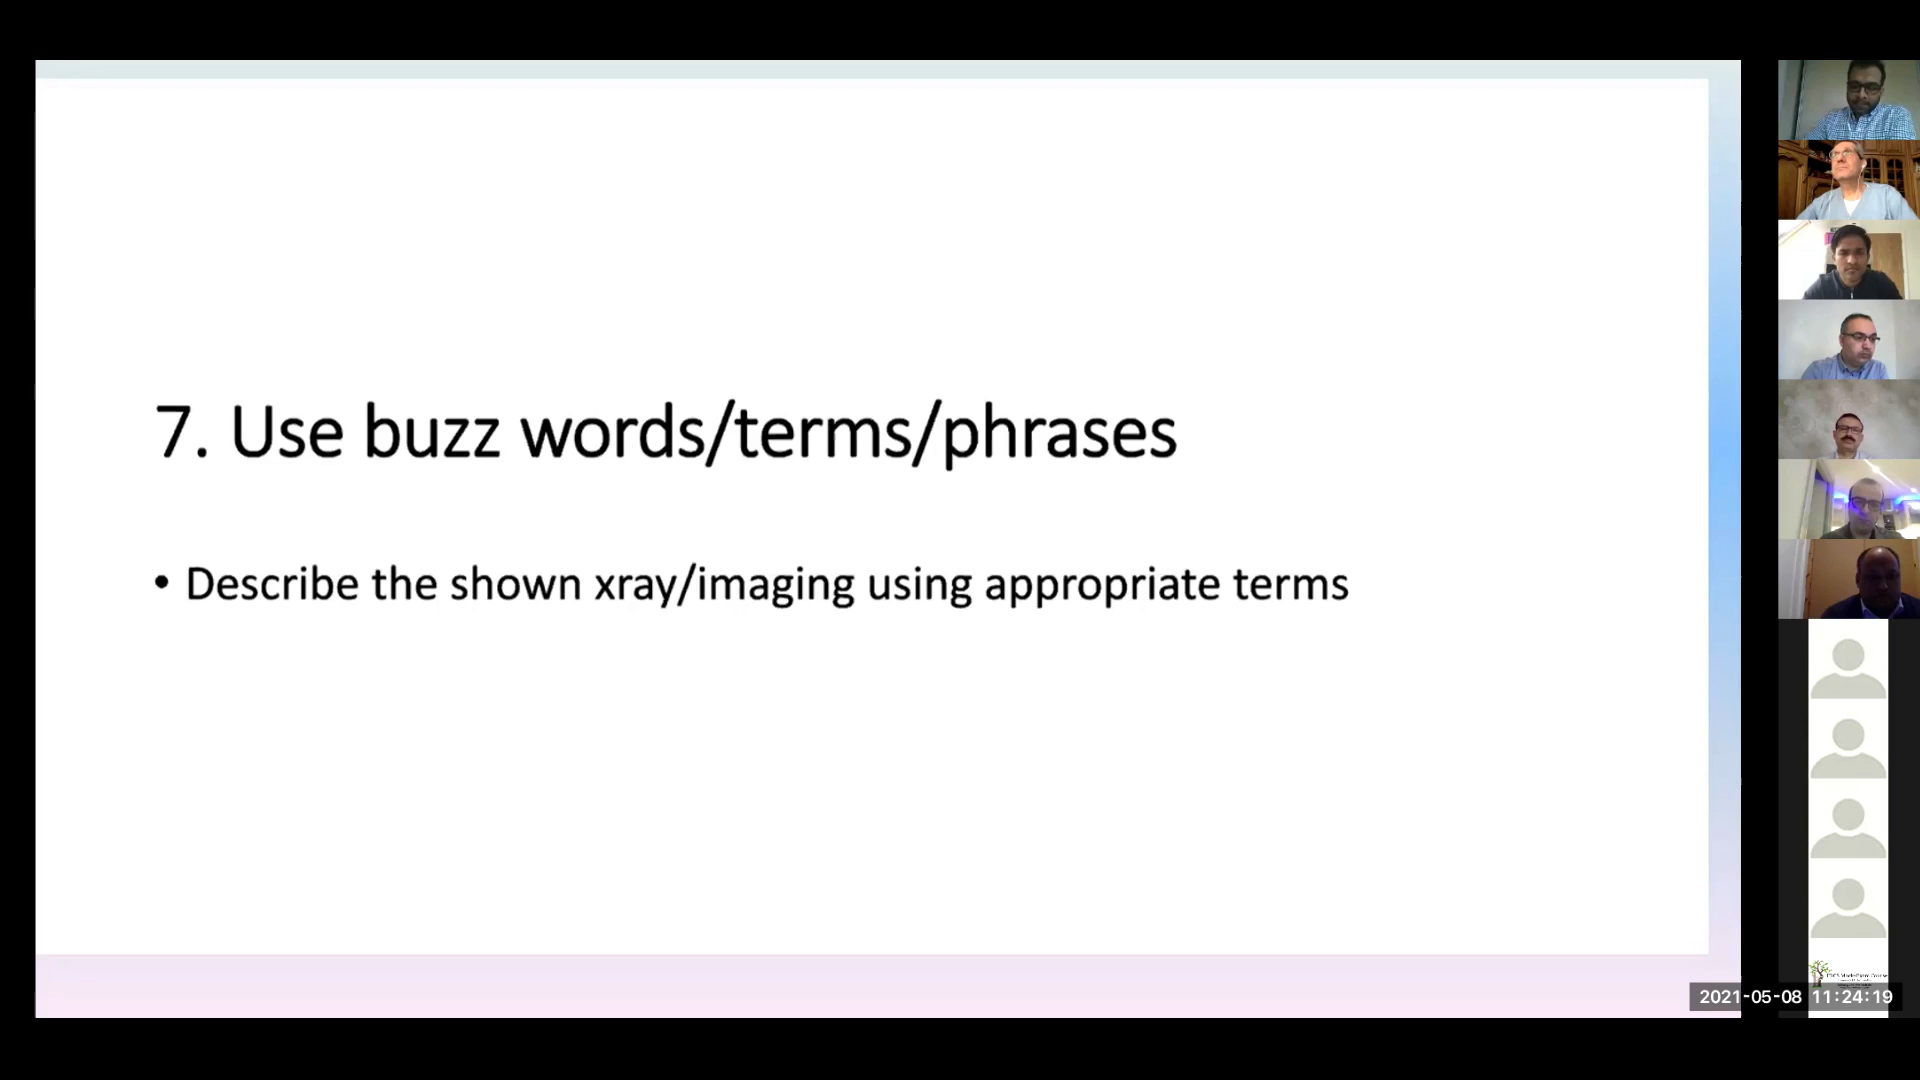 7. Use buzz words/terms/phrases
• Describe the shown xray/imaging using appropriate terms
2021-05-08 11:24:19